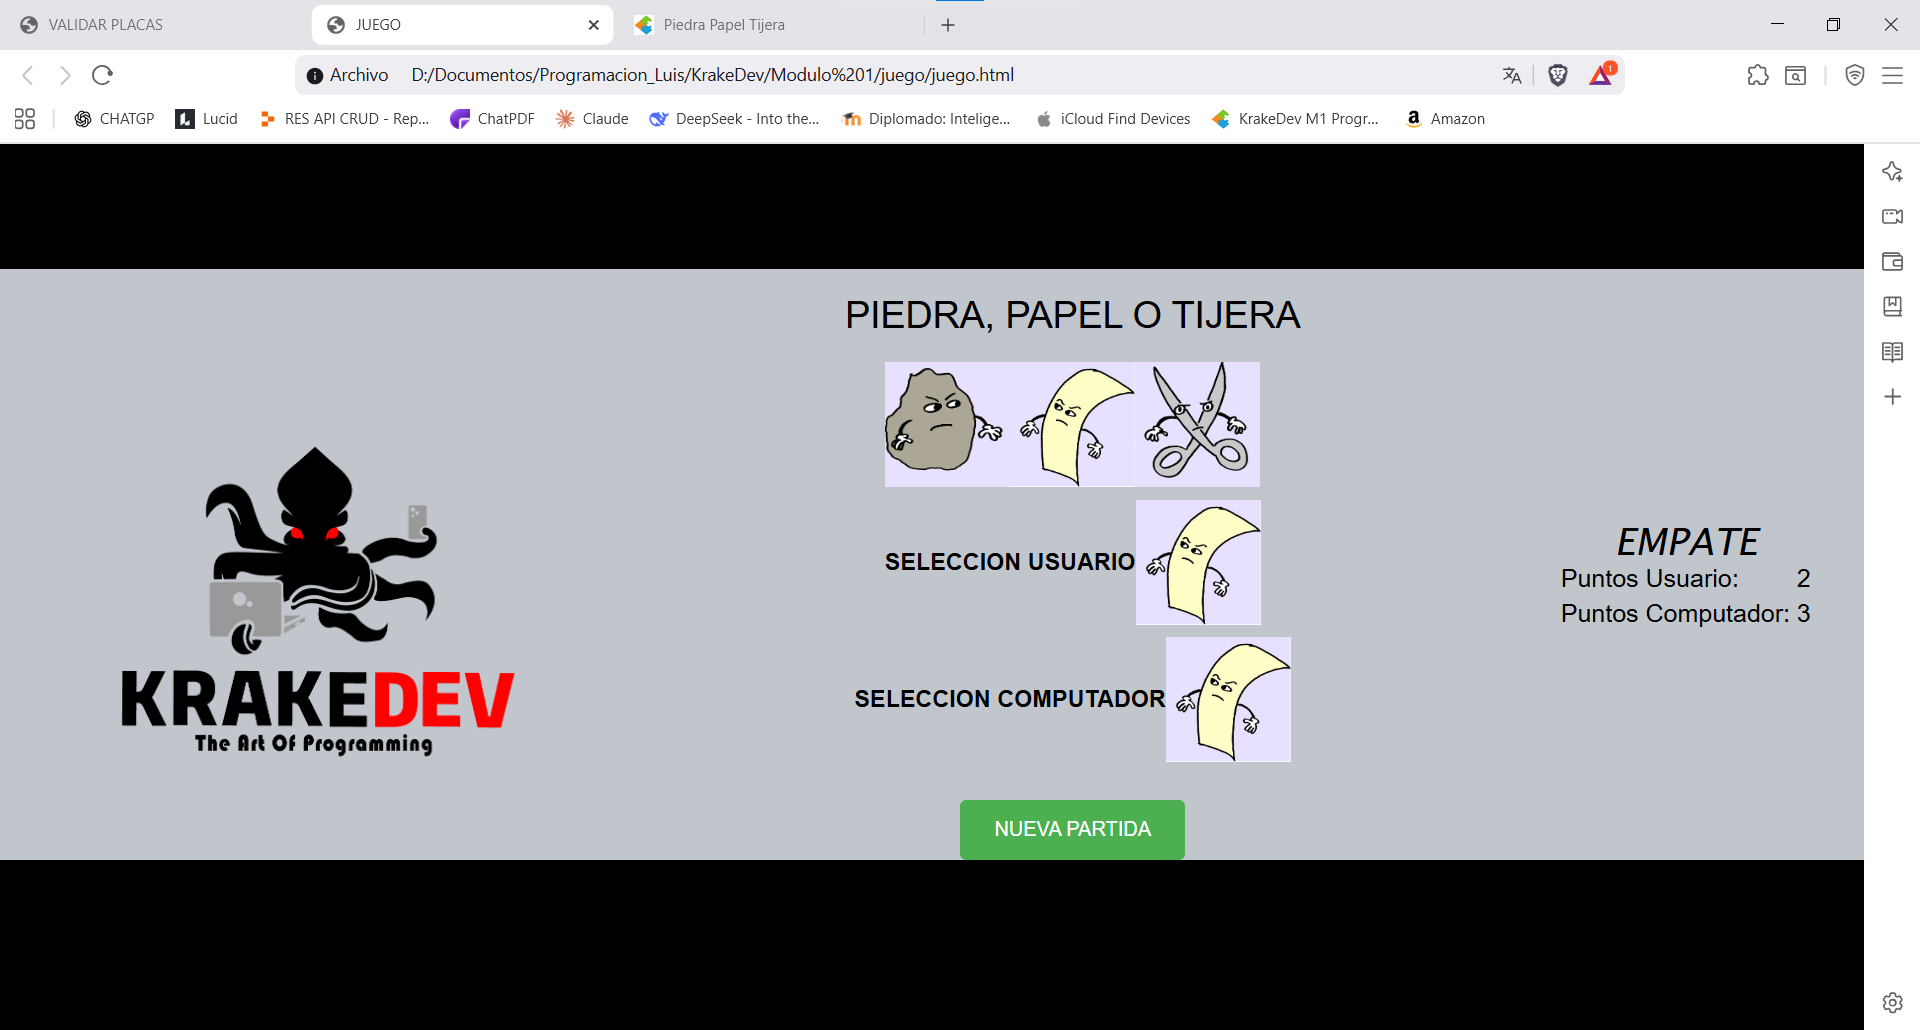 VALIDAR PLACAS
JUEGO
Piedra Papel Tijera
Archivo D:/Documentos/Programacion_Luis/KrakeDev/Modulo%201/juego/juego.html
1
CHATGP
Lucid
RES API CRUD - Rep...
ChatPDF
Claude
DeepSeek - Into the...
Diplomado: Intelige...
iCloud Find Devices
KrakeDev M1 Progr...
Amazon
PIEDRA, PAPEL O TIJERA
SELECCION USUARIO
SELECCION COMPUTADOR
NUEVA PARTIDA
KRAKEDEV
The Art Of Programming
EMPATE
Puntos Usuario: 2
Puntos Computador: 3